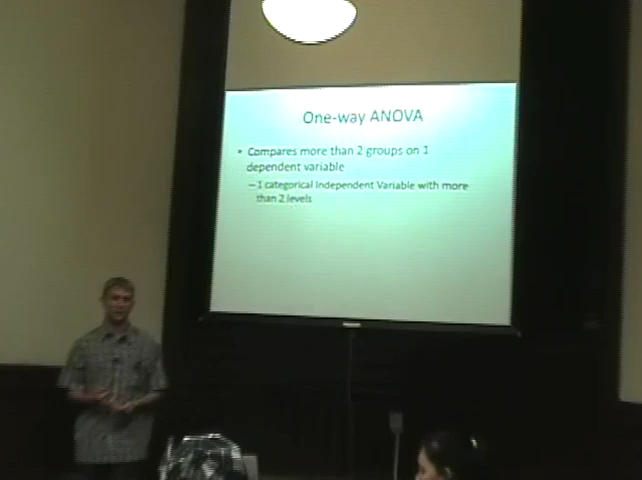 One-way ANOVA
• Compares more than 2 groups on 1
dependent variable
– 1 categorical Independent Variable with more
than 2 levels